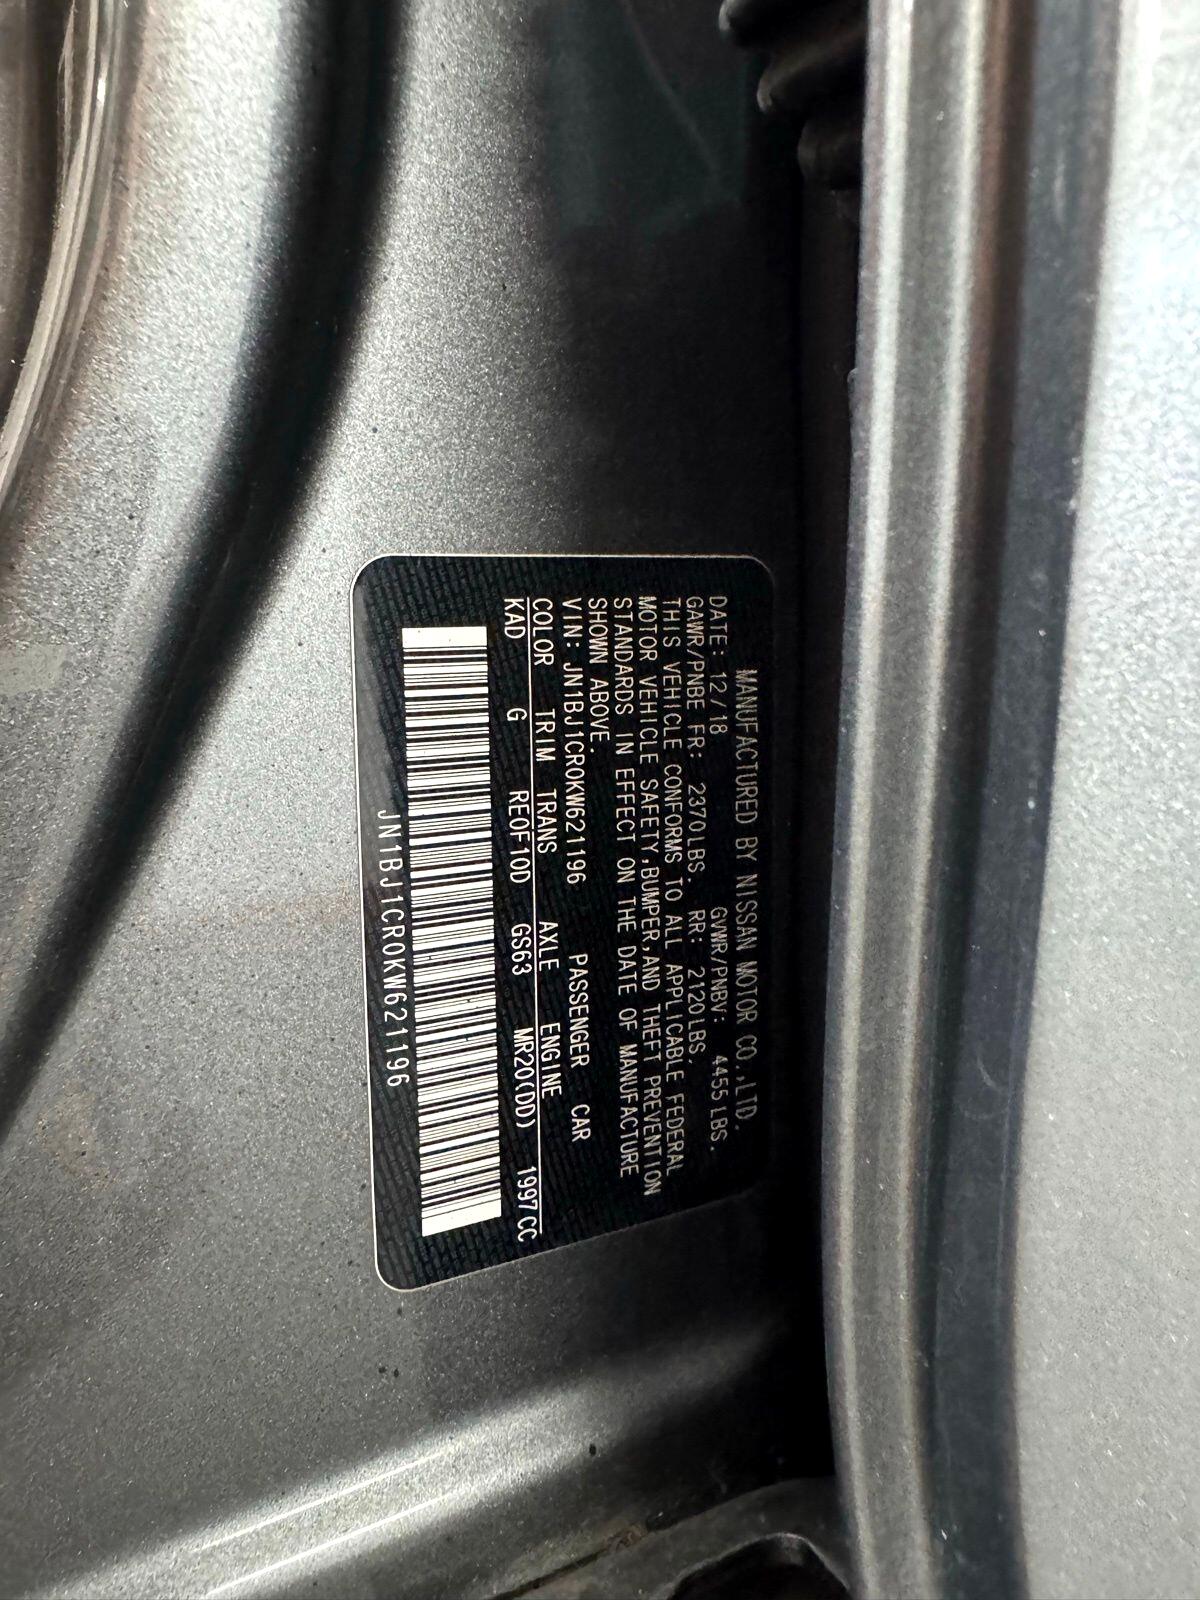 MANUFACTURED BY NISSAN MOTOR CO.,LTD.
DATE: 12/18 GVWR/PNBV: 4455LBS.
GAWR/PNBE FR: 2370LBS. RR: 2120LBS.
THIS VEHICLE CONFORMS TO ALL APPLICABLE FEDERAL
MOTOR VEHICLE SAFETY,BUMPER,AND THEFT PREVENTION
STANDARDS IN EFFECT ON THE DATE OF MANUFACTURE
SHOWN ABOVE.
VIN: JN1BJ1CR0KW621196 PASSENGER CAR
COLOR TRIM TRANS AXLE ENGINE
KAD G RE0F10D GS63 MR20(DD) 1997CC
JN1BJ1CR0KW621196